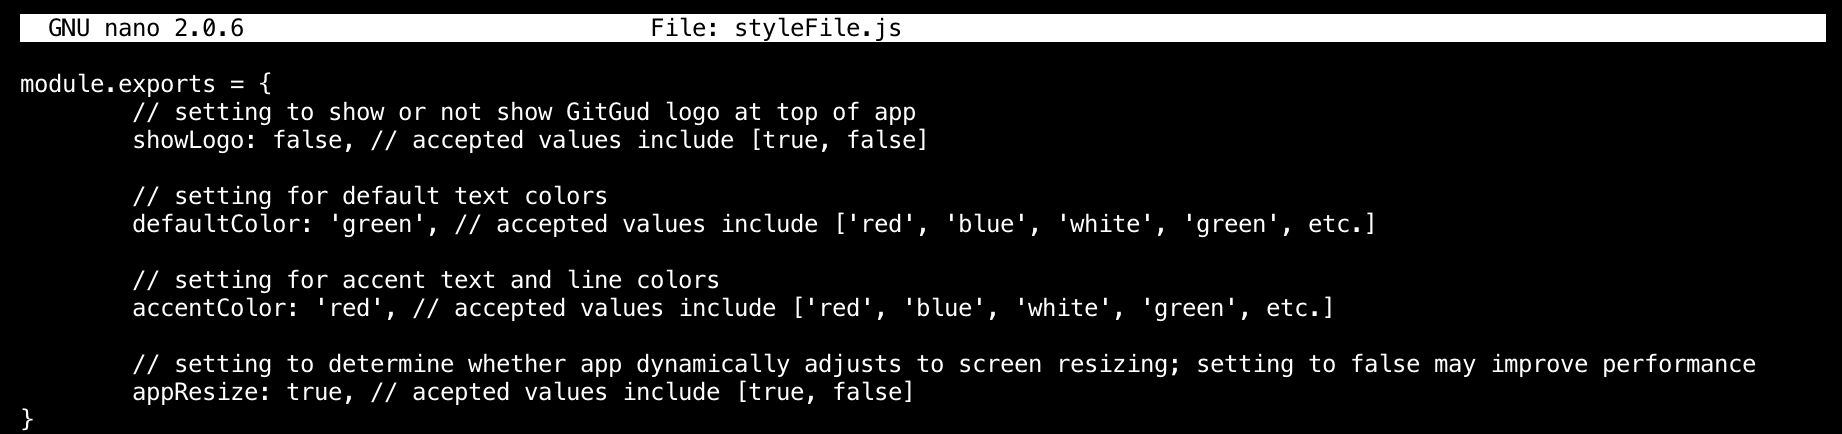 GNU nano 2.0.6 File: styleFile.js
module.exports = {
// setting to show or not show GitGud logo at top of app
showLogo: false, // accepted values include [true, false]
// setting for default text colors
defaultColor: 'green', // accepted values include ['red', 'blue', 'white', 'green', etc.]
// setting for accent text and line colors
accentColor: 'red', // accepted values include ['red', 'blue', 'white', 'green', etc.]
// setting to determine whether app dynamically adjusts to screen resizing; setting to false may improve performance
appResize: true, // acepted values include [true, false]
}